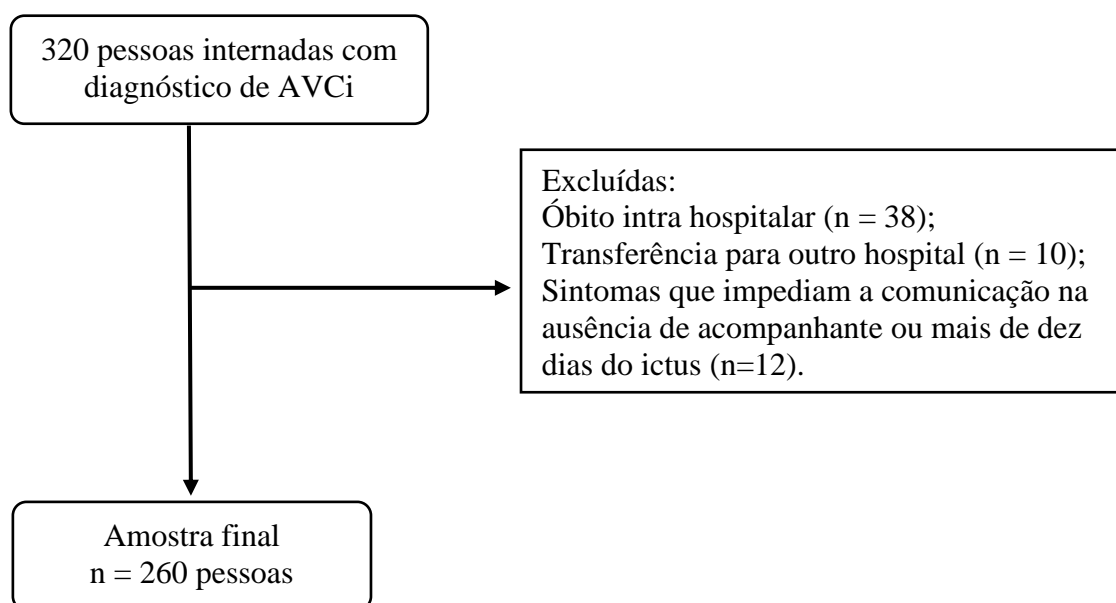 320 pessoas internadas com
diagnóstico de AVCi
Excluídas:
Óbito intra hospitalar (n = 38);
Transferência para outro hospital (n = 10);
Sintomas que impediam a comunicação na
ausência de acompanhante ou mais de dez
dias do ictus (n=12).
Amostra final
n = 260 pessoas